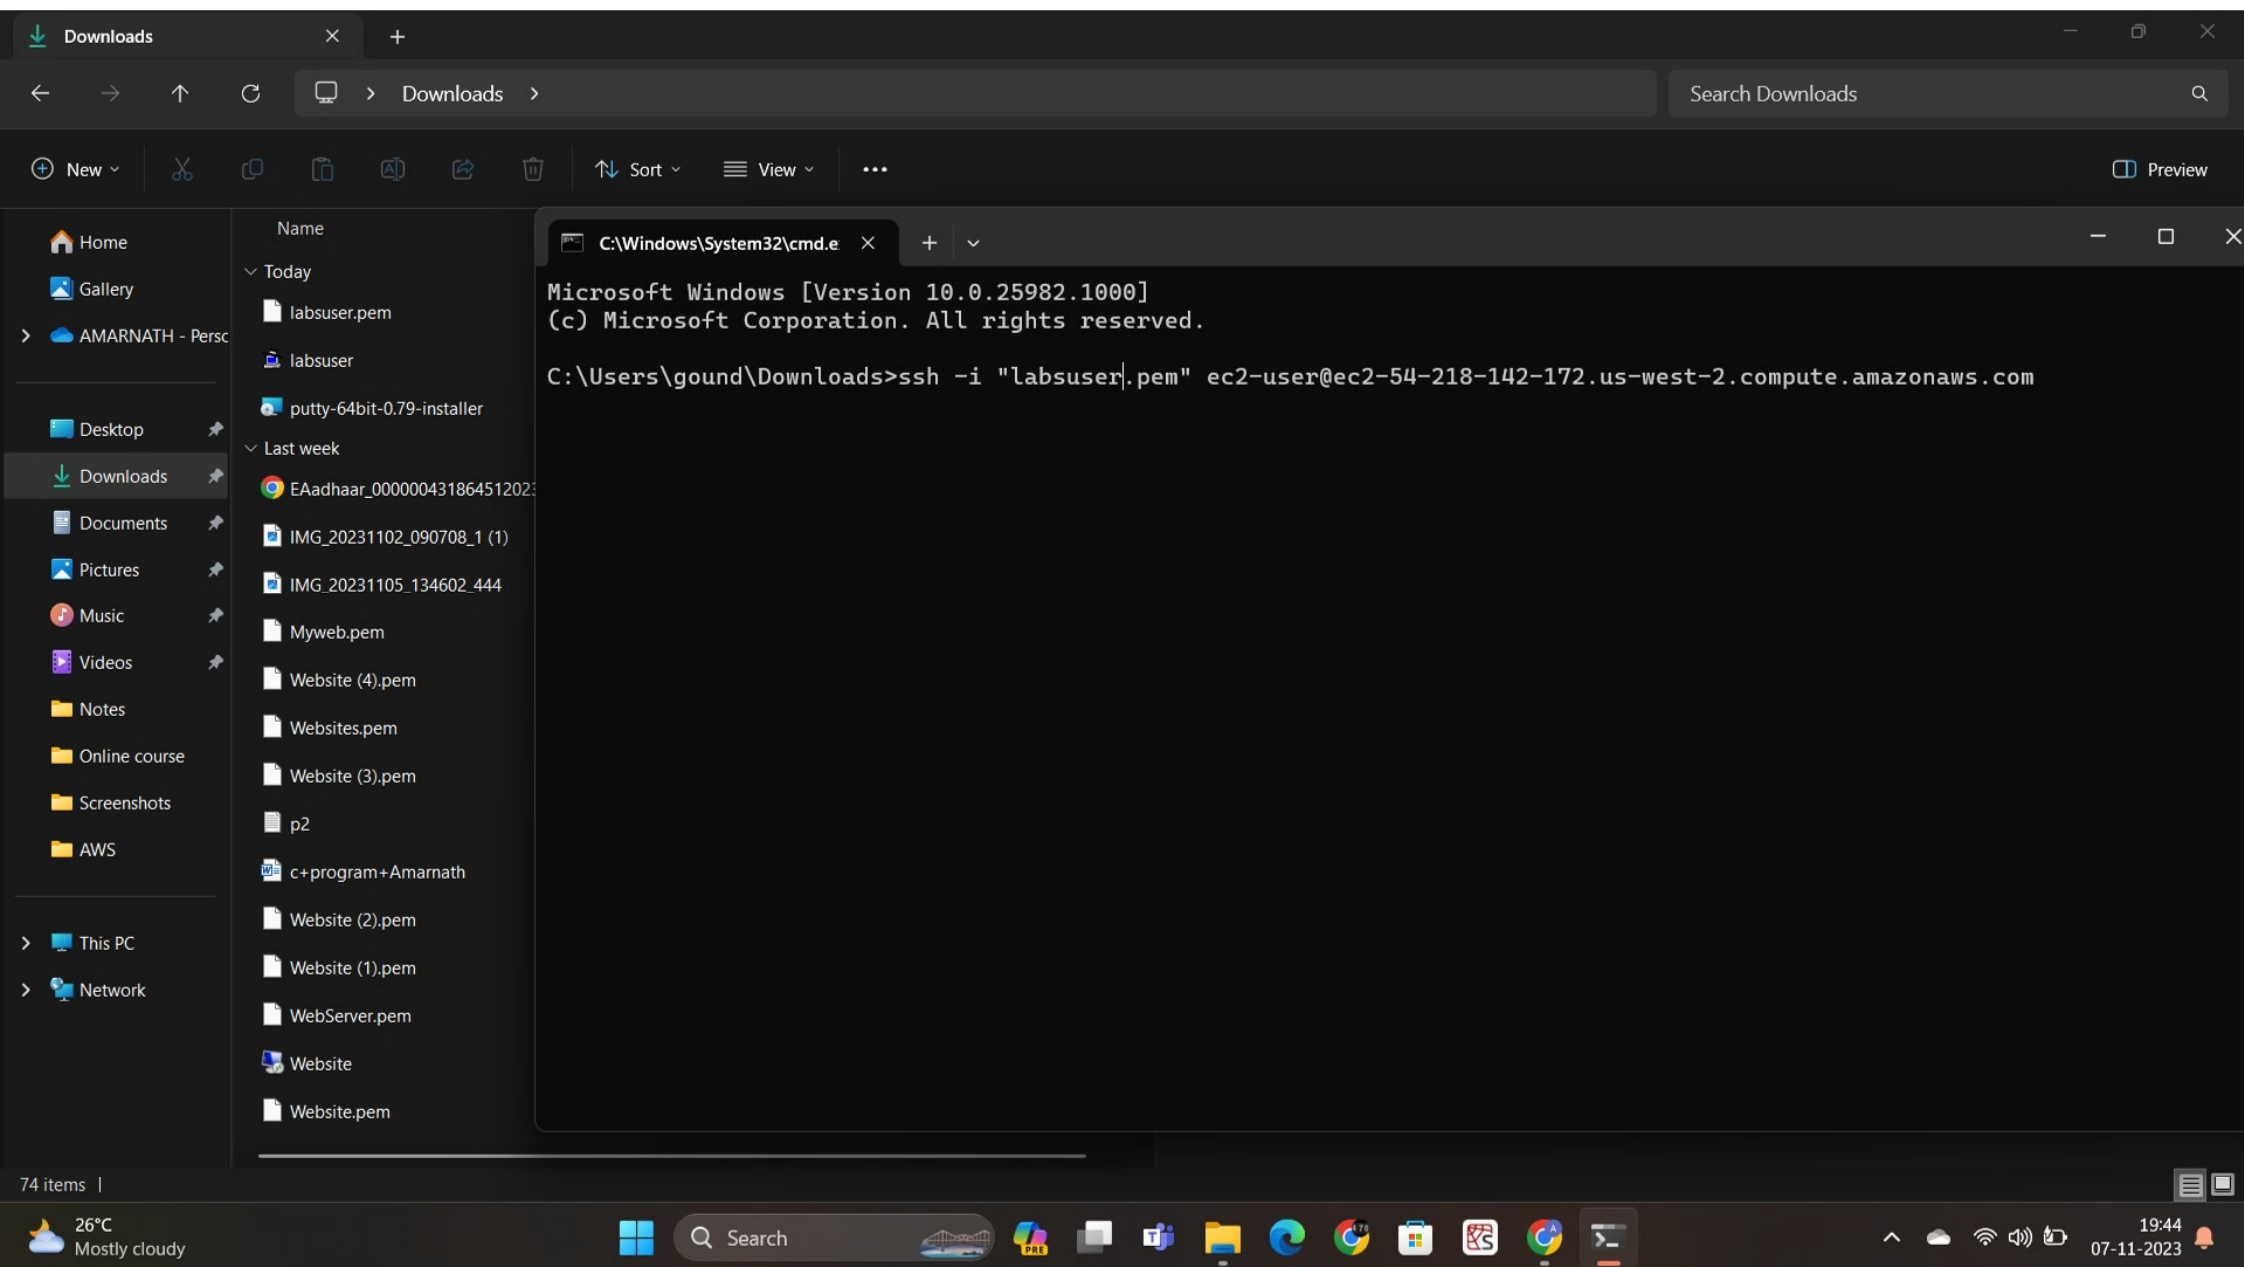 Downloads
Downloads
Search Downloads
New
Sort
View
Preview
Home
Gallery
AMARNATH - Persc
Desktop
Downloads
Documents
Pictures
Music
Videos
Notes
Online course
Screenshots
AWS
This PC
Network
Name
Today
labsuser.pem
labsuser
putty-64bit-0.79-installer
Last week
EAadhaar_000000431864512023
IMG_20231102_090708_1 (1)
IMG_20231105_134602_444
Myweb.pem
Website (4).pem
Websites.pem
Website (3).pem
p2
c+program+Amarnath
Website (2).pem
Website (1).pem
WebServer.pem
Website
Website.pem
C:\Windows\System32\cmd.e
Microsoft Windows [Version 10.0.25982.1000]
(c) Microsoft Corporation. All rights reserved.
C:\Users\gound\Downloads>ssh -i "labsuser.pem" ec2-user@ec2-54-218-142-172.us-west-2.compute.amazonaws.com
74 items
26°C
Mostly cloudy
Search
PRE
19:44
07-11-2023